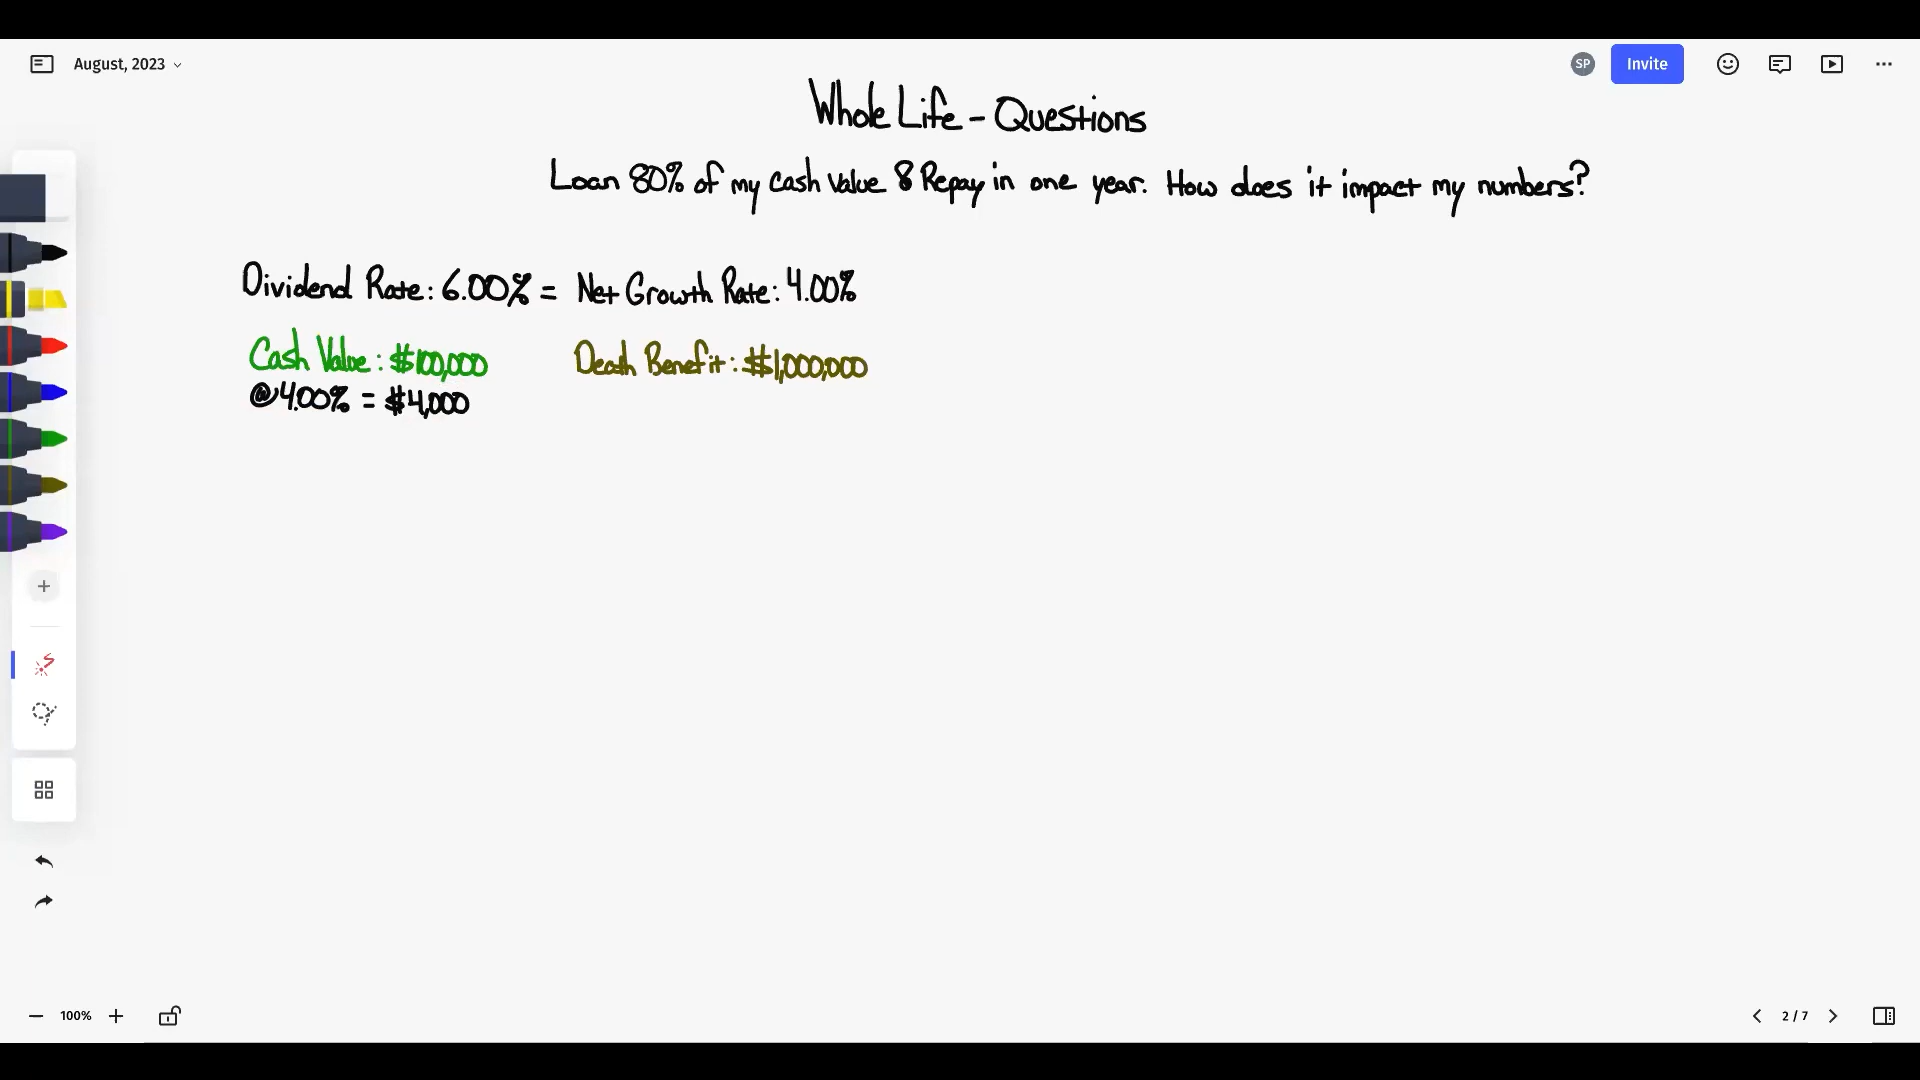 August, 2023
SP
Invite
Whole Life - Questions
Loan 80% of my Cash Value & Repay in one year. How does it impact my numbers?
Dividend Rate: 6.00% = Net Growth Rate: 4.00%
Cash Value: $100,000 Death Benefit: $1,000,000
@4.00% = $4,000
100%
2 / 7